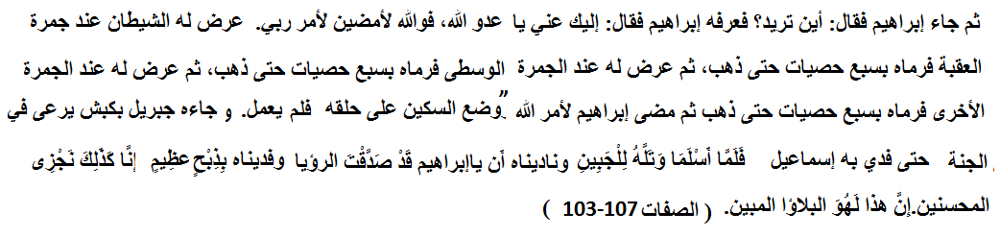 ثم جاء إبراهيم فقال: أين تريد؟ فعرفه إبراهيم فقال: إليك عني يا عدو الله، فوالله لأمضين لأمر ربي. عرض له الشيطان عند جمرة
العقبة فرماه بسبع حصيات حتى ذهب، ثم عرض له عند الجمرة الوسطى فرماه بسبع حصيات حتى ذهب، ثم عرض له عند الجمرة
الأخرى فرماه بسبع حصيات حتى ذهب ثم مضى إبراهيم لأمر الله ." وضع السكين على حلقه فلم يعمل. و جاءه جبريل بكبش يرعى في
الجنة حتى فدي به إسماعيل فَلَمَّا أَسْلَمَا وَتَلَّهُ لِلْجَبِينِ وناديناه أن ياإبراهيم قَدْ صَدَّقْتَ الرؤيا وفديناه بِذِبْحٍ عظِيمٍ إنَّا كَذَلِكَ نَجْزِى
المحسنين.إنَّ هذا لَهُوَ البلاؤا المبين. ( الصفات 107-103 )